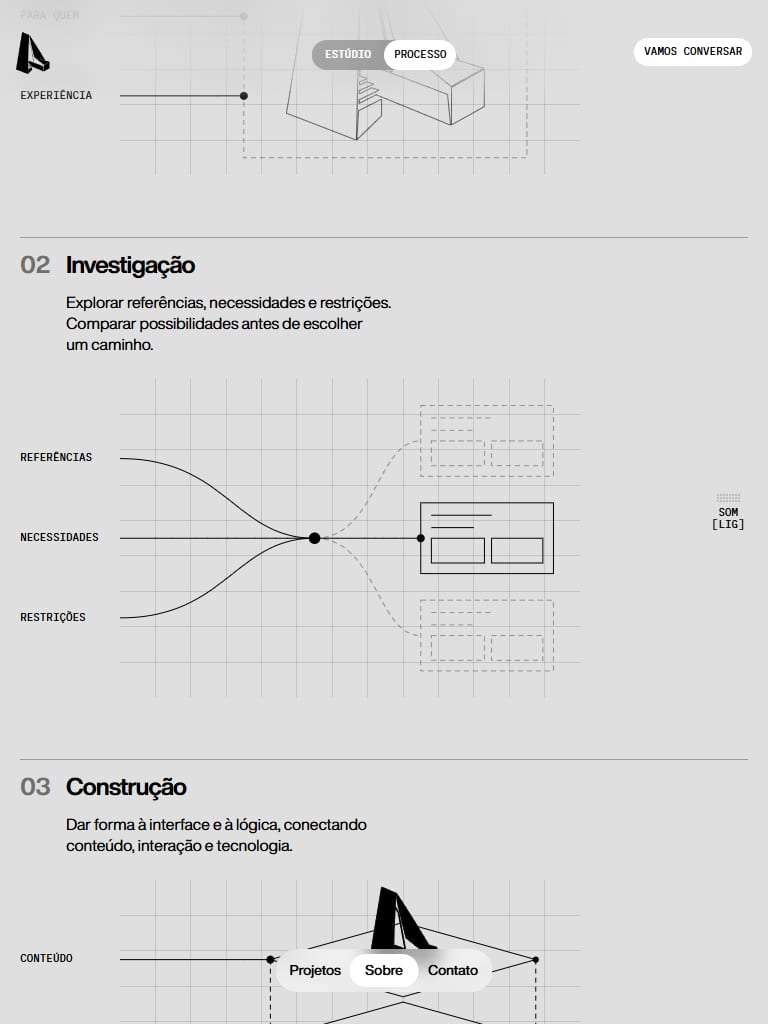 PARA QUEM
ESTÚDIO
PROCESSO
VAMOS CONVERSAR
EXPERIÊNCIA
02 Investigação
Explorar referências, necessidades e restrições.
Comparar possibilidades antes de escolher
um caminho.
REFERÊNCIAS
NECESSIDADES
RESTRIÇÕES
SOM
[LIG]
03 Construção
Dar forma à interface e à lógica, conectando
conteúdo, interação e tecnologia.
CONTEÚDO
Projetos
Sobre
Contato